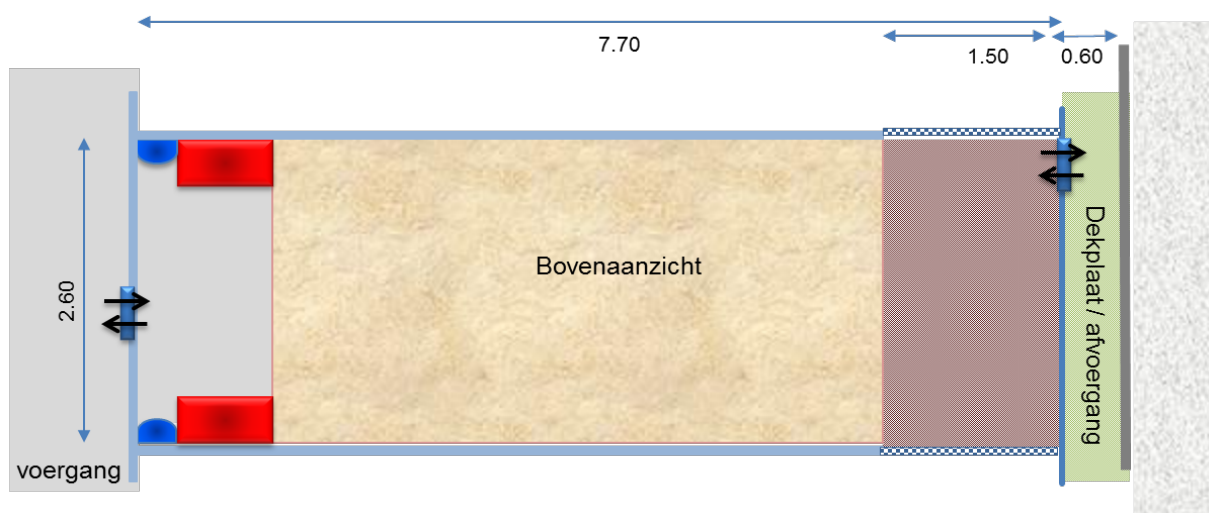 7.70
1.50
0.60
2.60
Bovenaanzicht
Dekplaat / afvoergang
voergang